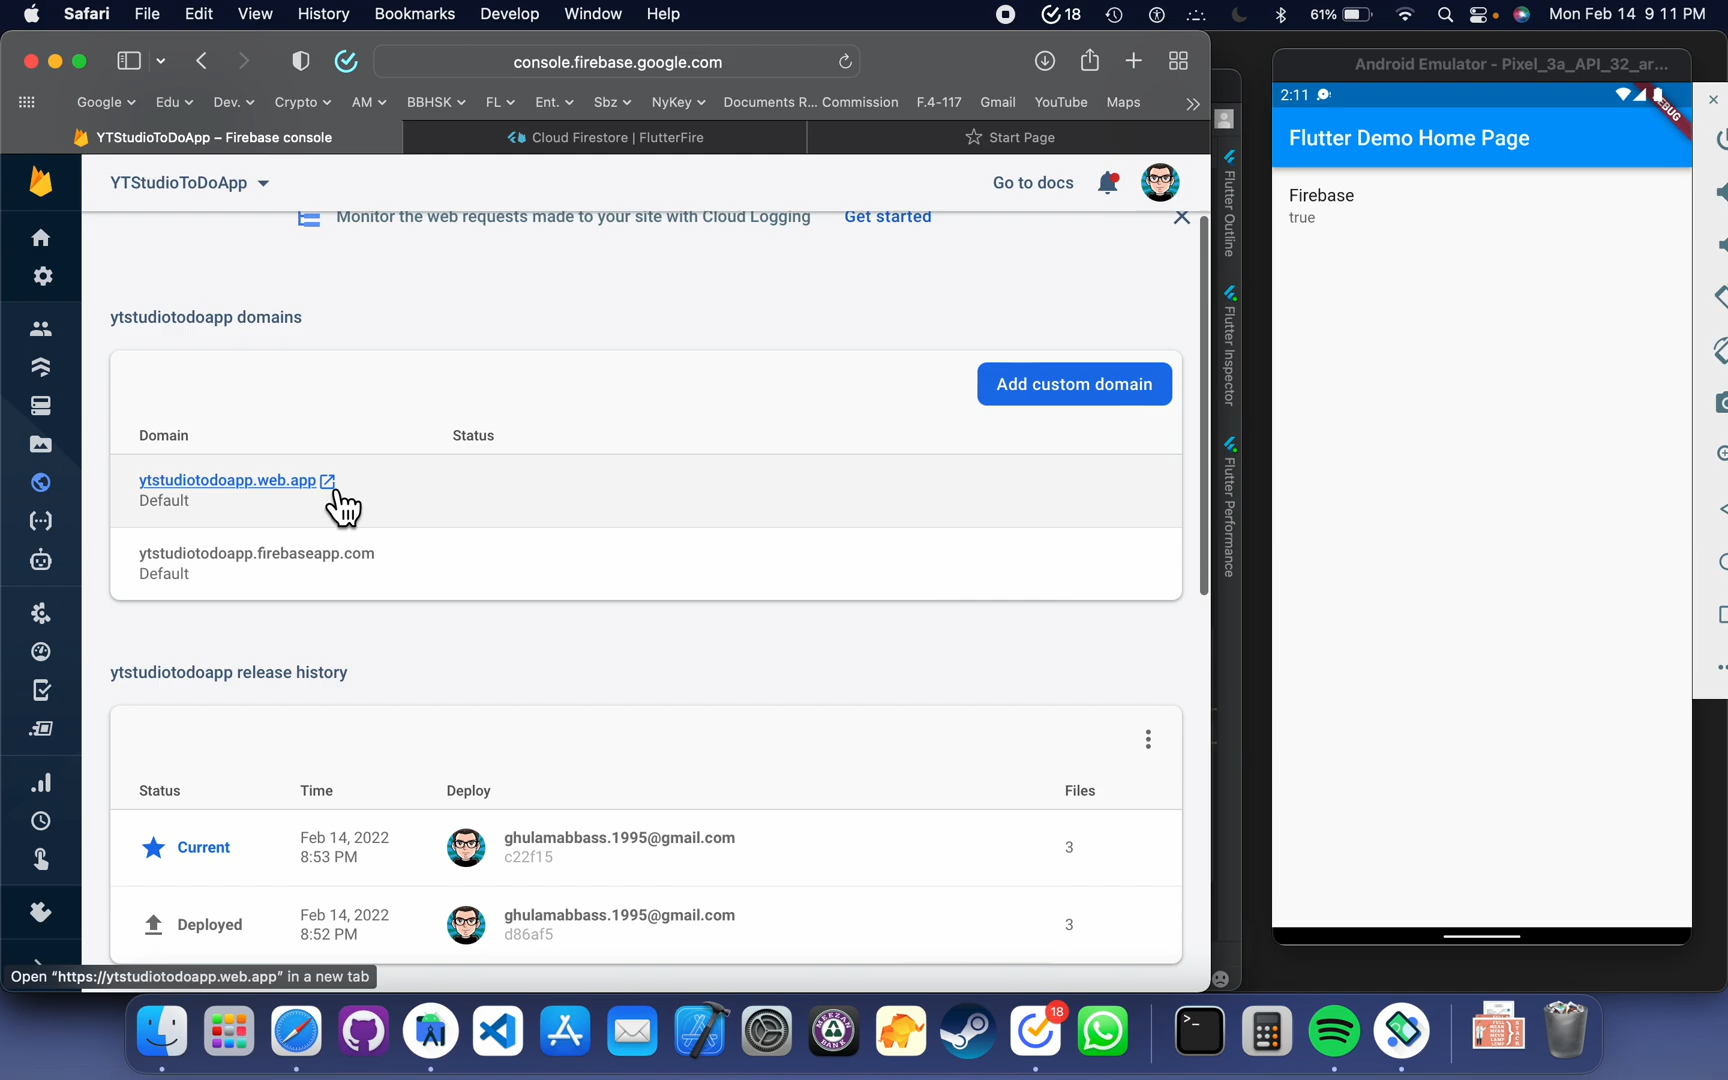 Safari File Edit View History Bookmarks Develop Window Help 18 61% Mon Feb 14 9 11 PM
console.firebase.google.com
Google Edu Dev. Crypto AM BBHSK FL Ent. Sbz NyKey Documents R... Commission F.4-117 Gmail YouTube Maps
YTStudioToDoApp – Firebase console Cloud Firestore | FlutterFire Start Page
YTStudioToDoApp Go to docs
Monitor the web requests made to your site with Cloud Logging Get started
ytstudiotodoapp domains
Add custom domain
Domain Status
ytstudiotodoapp.web.app
Default
ytstudiotodoapp.firebaseapp.com
Default
ytstudiotodoapp release history
Status Time Deploy Files
Current Feb 14, 2022 8:53 PM ghulamabbass.1995@gmail.com c22f15 3
Deployed Feb 14, 2022 8:52 PM ghulamabbass.1995@gmail.com d86af5 3
Open “https://ytstudiotodoapp.web.app” in a new tab
Flutter Outline
Flutter Inspector
Flutter Performance
Android Emulator - Pixel_3a_API_32_ar...
2:11
Flutter Demo Home Page
Firebase
true
MEEZAN BANK
18